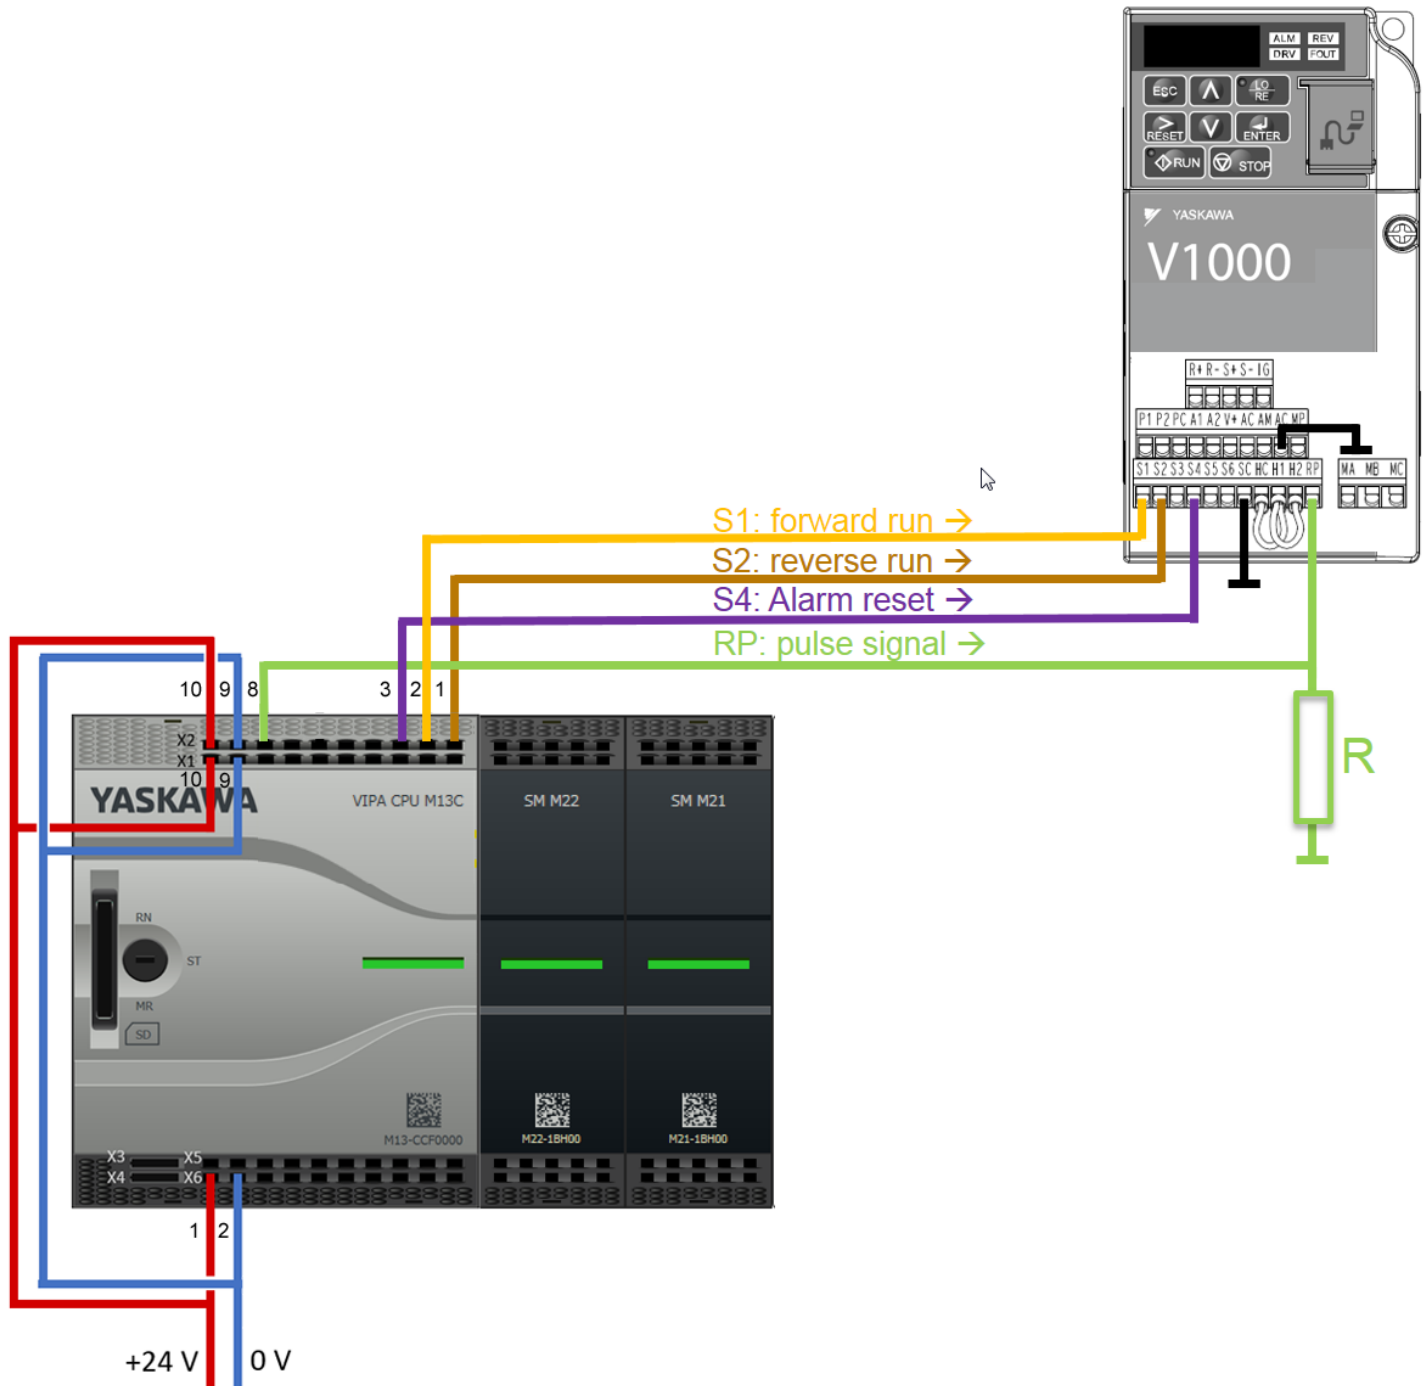 ALM REV
DRV FOUT
ESC LO RE
RESET ENTER
RUN STOP
YASKAWA
V1000
R+ R- S+ S- IG
P1 P2 PC A1 A2 V+ AC AM AC MP
S1 S2 S3 S4 S5 S6 SC HC H1 H2 RP
MA MB MC
S1: forward run →
S2: reverse run →
S4: Alarm reset →
RP: pulse signal →
10 9 8 3 2 1
X2
X1
10 9
YASKAWA
VIPA CPU M13C
SM M22
SM M21
R
RN
ST
MR
SD
M13-CCF0000
M22-1BH00
M21-1BH00
X3 X5
X4 X6
1 2
+24 V 0 V